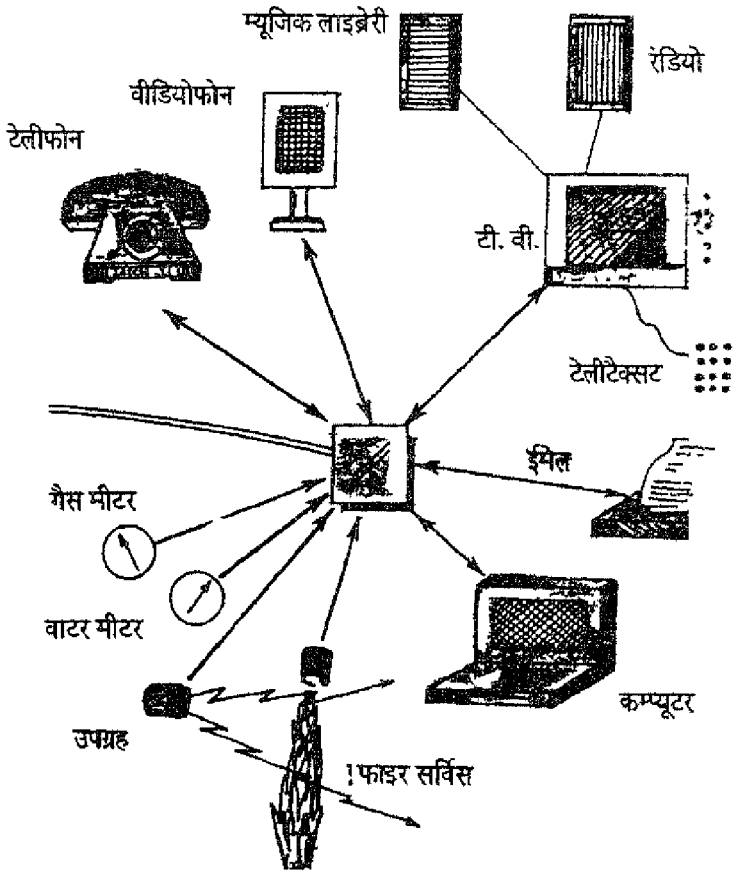 म्यूजिक लाइब्रेरी
रेडियो
वीडियोफोन
टेलीफोन
टी. वी.
टेलीटैक्सट
ईमेल
गैस मीटर
वाटर मीटर
कम्प्यूटर
उपग्रह
फाइर सर्विस